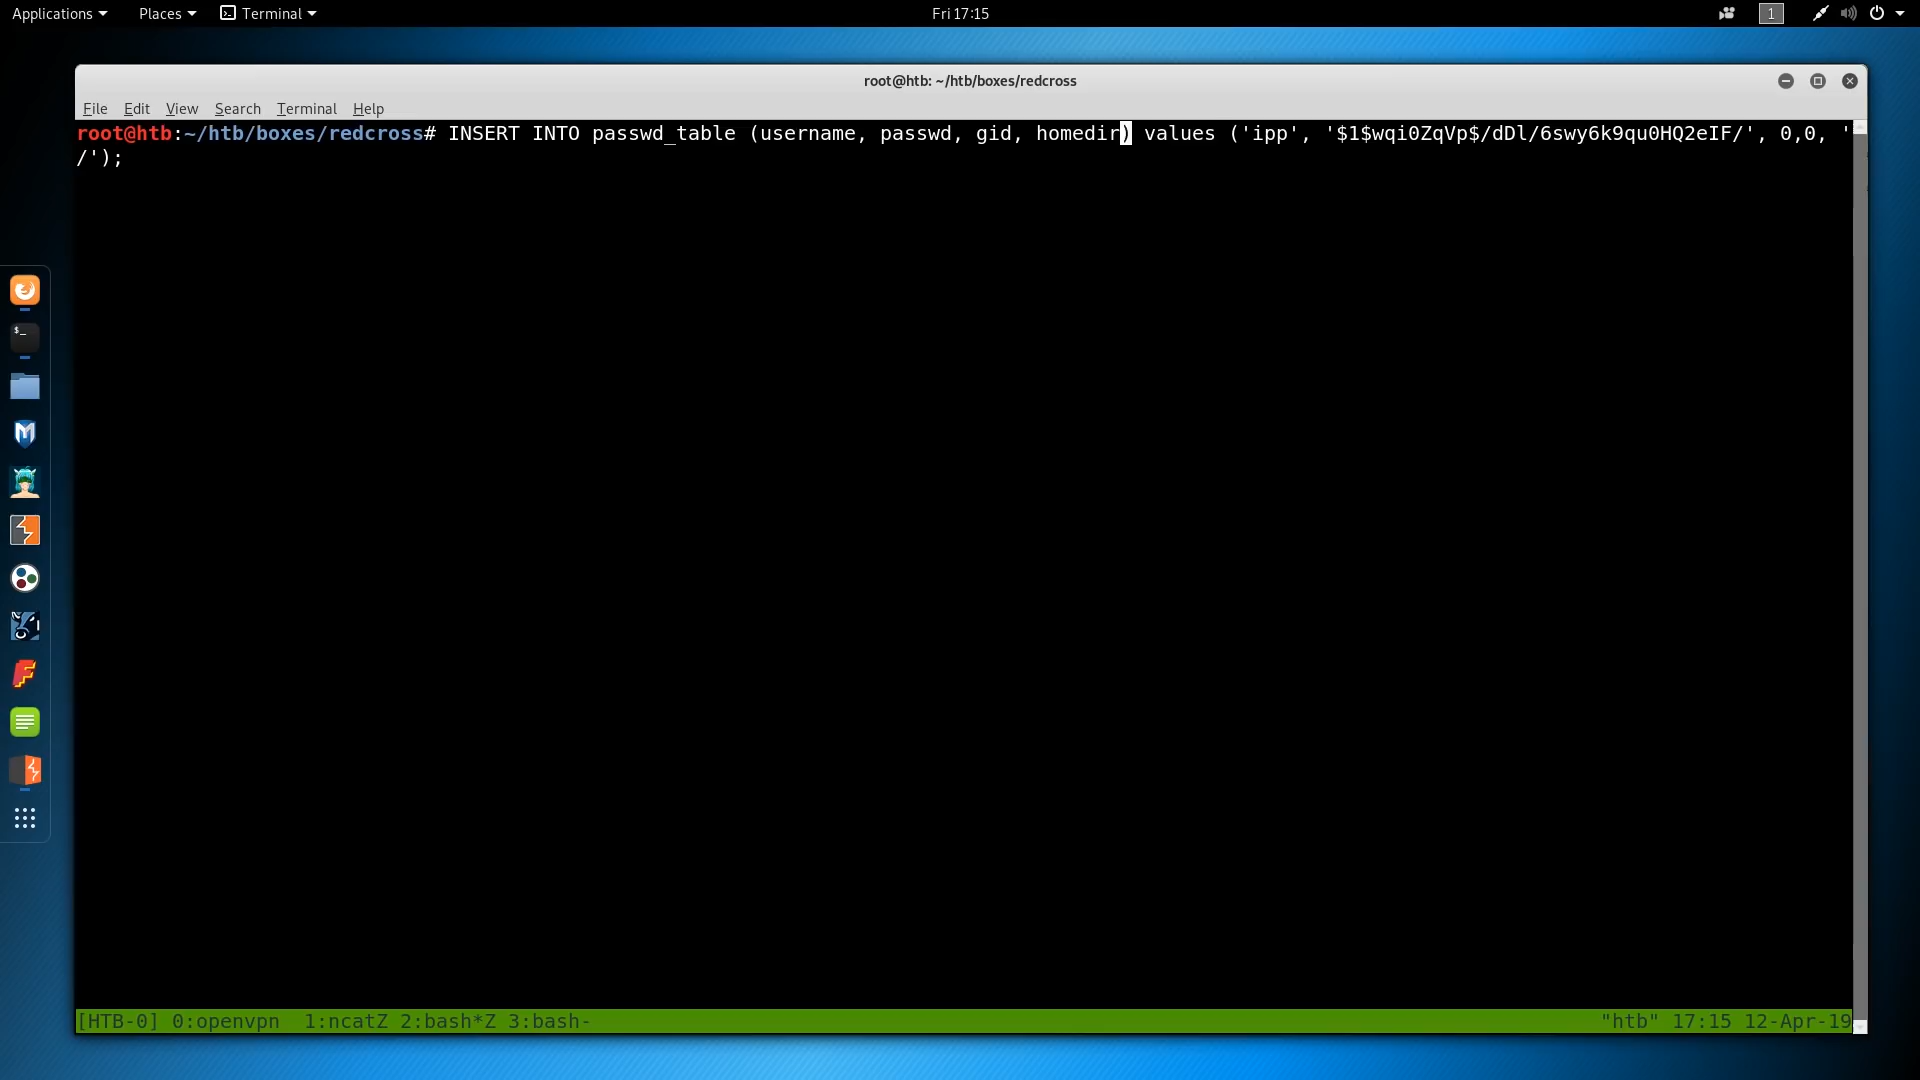 Applications Places Terminal Fri 17:15 1
root@htb: ~/htb/boxes/redcross
File Edit View Search Terminal Help
root@htb:~/htb/boxes/redcross# INSERT INTO passwd_table (username, passwd, gid, homedir) values ('ipp', '$1$wqi0ZqVp$/dDl/6swy6k9qu0HQ2eIF/', 0,0, '
/');
$_
[HTB-0] 0:openvpn 1:ncatZ 2:bash*Z 3:bash- "htb" 17:15 12-Apr-19